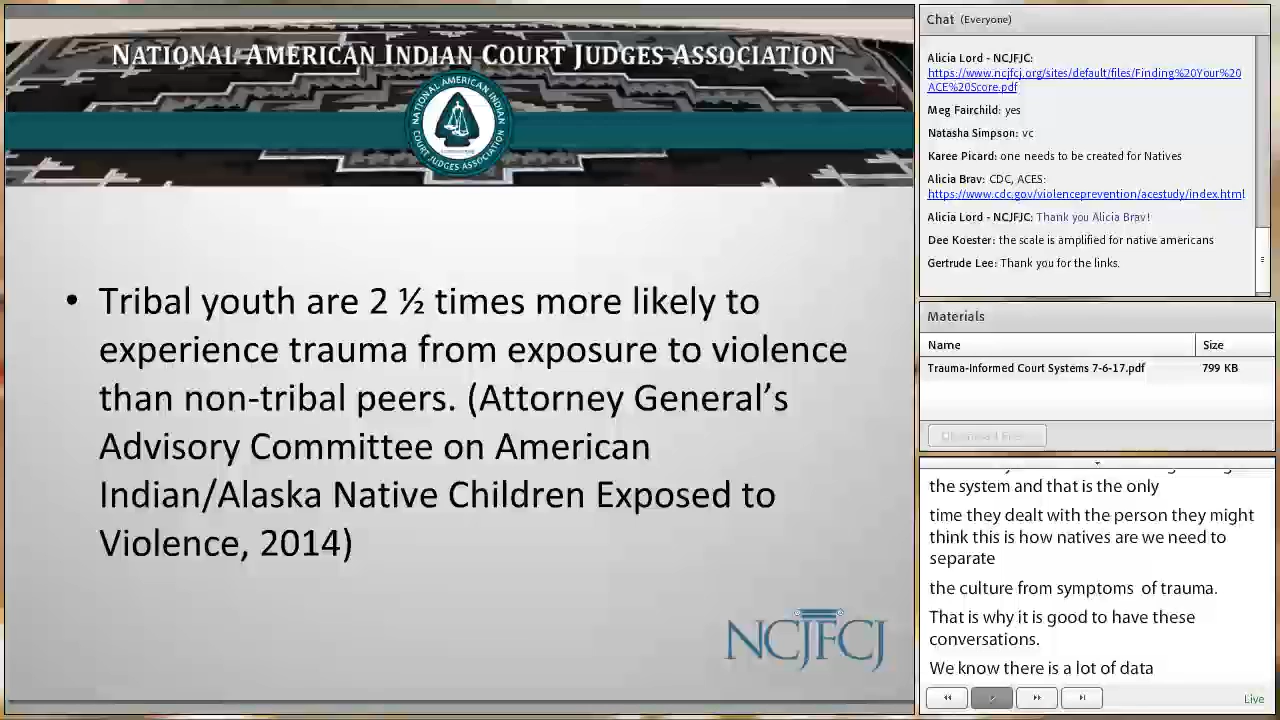 NATIONAL AMERICAN INDIAN COURT JUDGES ASSOCIATION
NATIONAL AMERICAN INDIAN
COURT JUDGES ASSOCIATION
• Tribal youth are 2 ½ times more likely to
experience trauma from exposure to violence
than non-tribal peers. (Attorney General’s
Advisory Committee on American
Indian/Alaska Native Children Exposed to
Violence, 2014)
NCJFCJ
Chat (Everyone)
Alicia Lord - NCJFJC:
https://www.ncjfcj.org/sites/default/files/Finding%20Your%20
ACE%20Score.pdf
Meg Fairchild: yes
Natasha Simpson: vc
Karee Picard: one needs to be created for our
Alicia Brav: CDC, ACES:
https://www.cdc.gov/violenceprevention/acestudy/index.html
Alicia Lord - NCJFJC: Thank you Alicia Brav!
Dee Koester: the scale is amplified for native americans
Gertrude Lee: Thank you for the links.
Materials
Name
Size
Trauma-Informed Court Systems 7-6-17.pdf
799 KB
the system and that is the only
time they dealt with the person they might
think this is how natives are we need to
separate
the culture from symptoms of trauma.
That is why it is good to have these
conversations.
We know there is a lot of data
Live